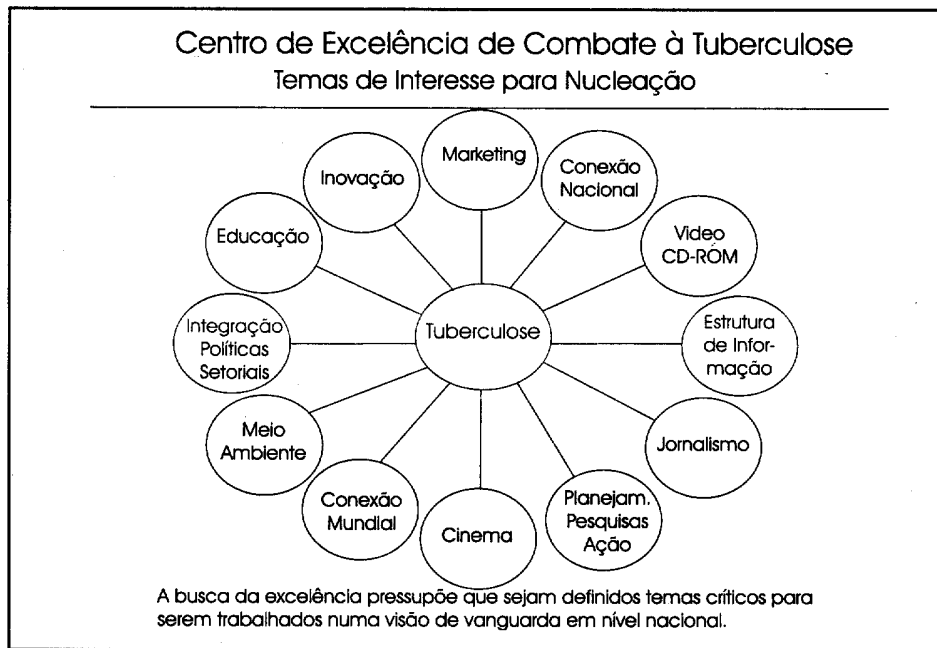 Centro de Excelência de Combate à Tuberculose
Temas de Interesse para Nucleação
Marketing
Conexão
Nacional
Video
CD-ROM
Estrutura
de Infor-
mação
Jornalismo
Planejam.
Pesquisas
Ação
Cinema
Conexão
Mundial
Meio
Ambiente
Integração
Políticas
Setoriais
Educação
Inovação
Tuberculose
A busca da excelência pressupõe que sejam definidos temas críticos para
serem trabalhados numa visão de vanguarda em nível nacional.